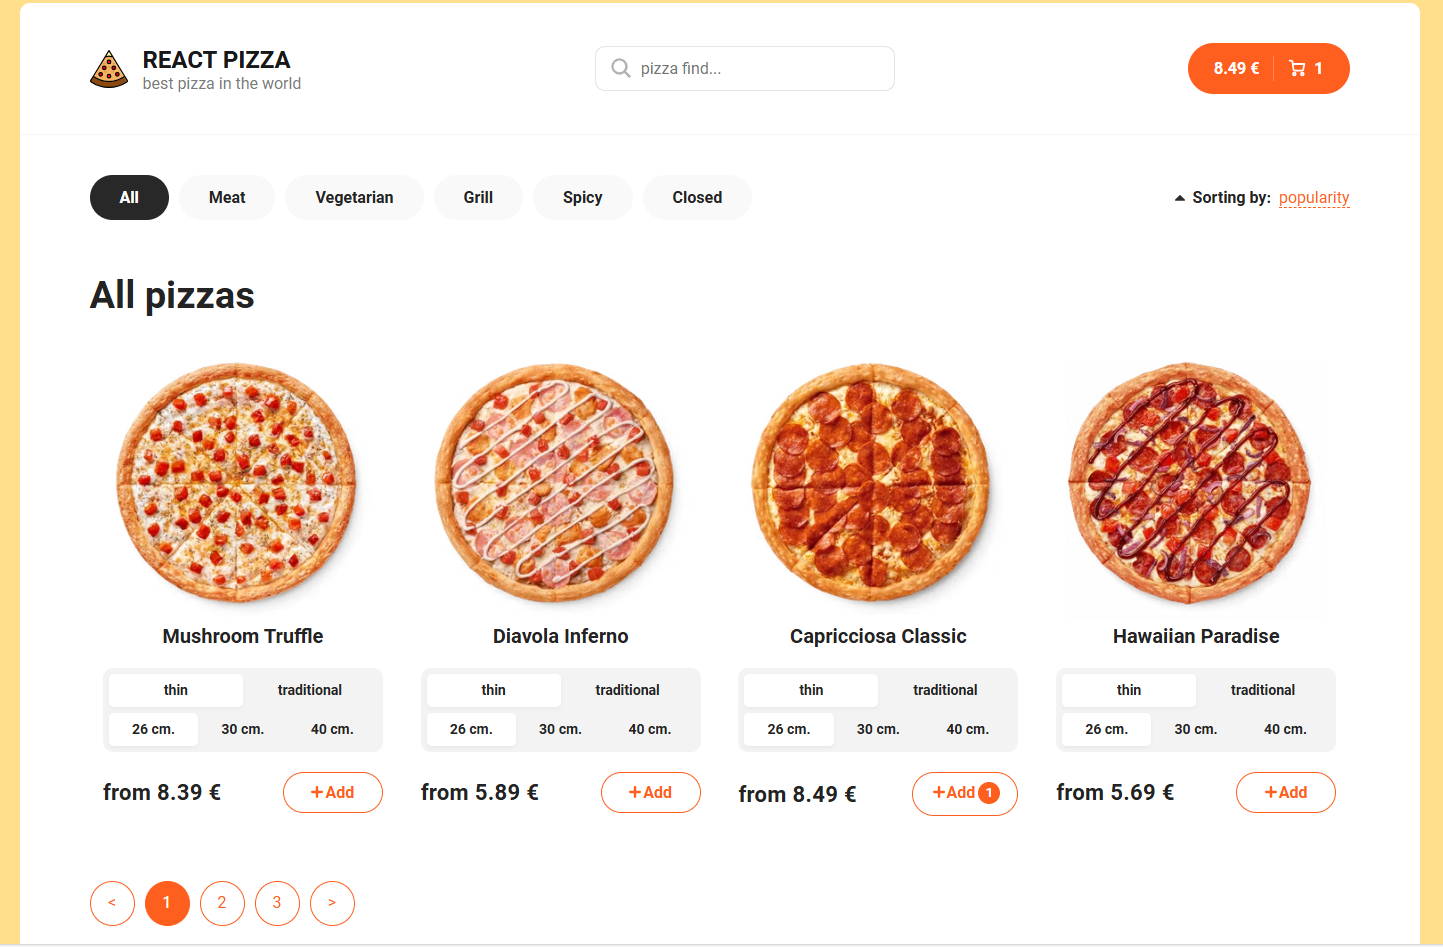 REACT PIZZA
best pizza in the world
pizza find...
8.49 € 1
All Meat Vegetarian Grill Spicy Closed
Sorting by: popularity
All pizzas
Mushroom Truffle Diavola Inferno Capricciosa Classic Hawaiian Paradise
thin traditional thin traditional thin traditional thin traditional
26 cm. 30 cm. 40 cm. 26 cm. 30 cm. 40 cm. 26 cm. 30 cm. 40 cm. 26 cm. 30 cm. 40 cm.
from 8.39 € +Add from 5.89 € +Add from 8.49 € +Add 1 from 5.69 € +Add
< 1 2 3 >